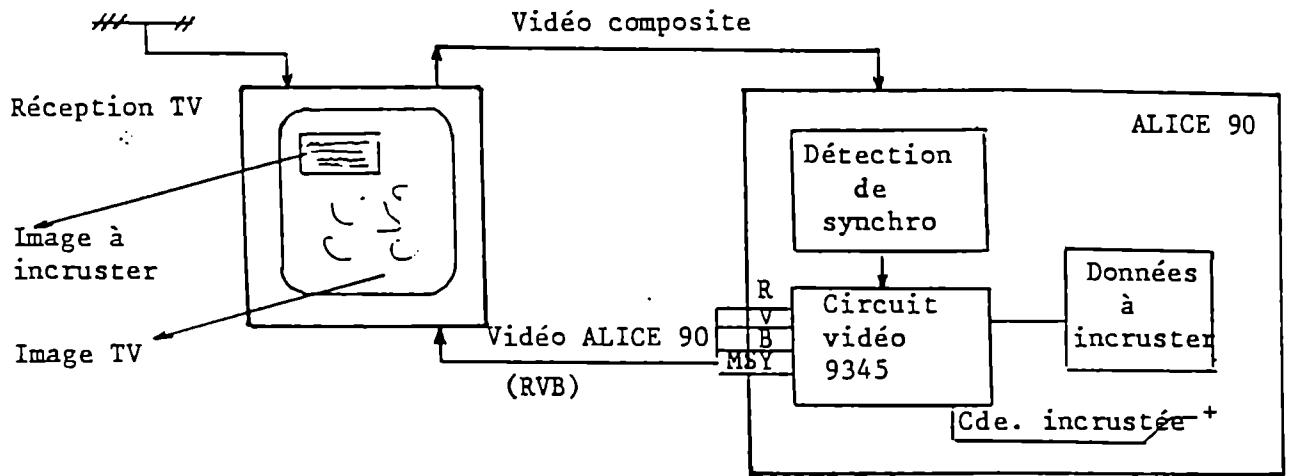 Vidéo composite
Réception TV
ALICE 90
Détection
de
synchro
Image à
incruster
Données
à
incruster
R
V
B
MSY
Circuit
vidéo
9345
Image TV
Vidéo ALICE 90
(RVB)
Cde. incrustée
+